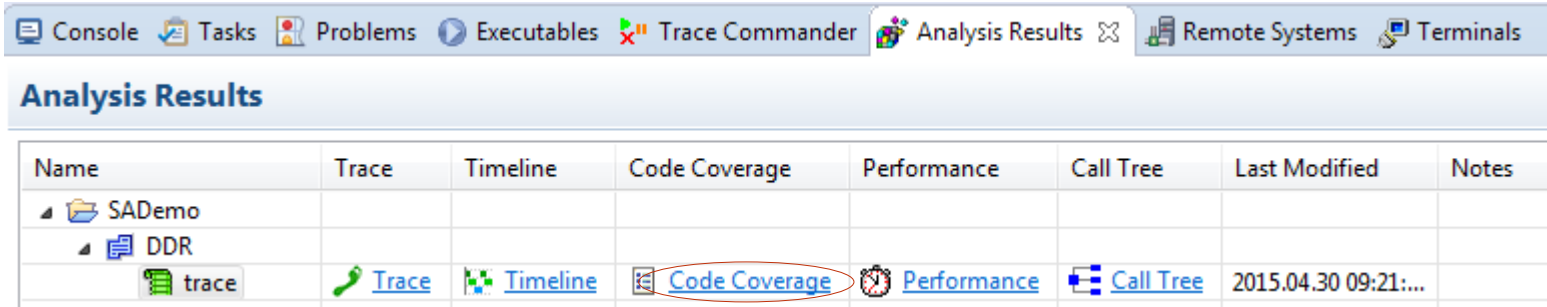 Console Tasks Problems Executables Trace Commander Analysis Results Remote Systems Terminals
Analysis Results
Name Trace Timeline Code Coverage Performance Call Tree Last Modified Notes
SADemo
DDR
trace Trace Timeline Code Coverage Performance Call Tree 2015.04.30 09:21:...